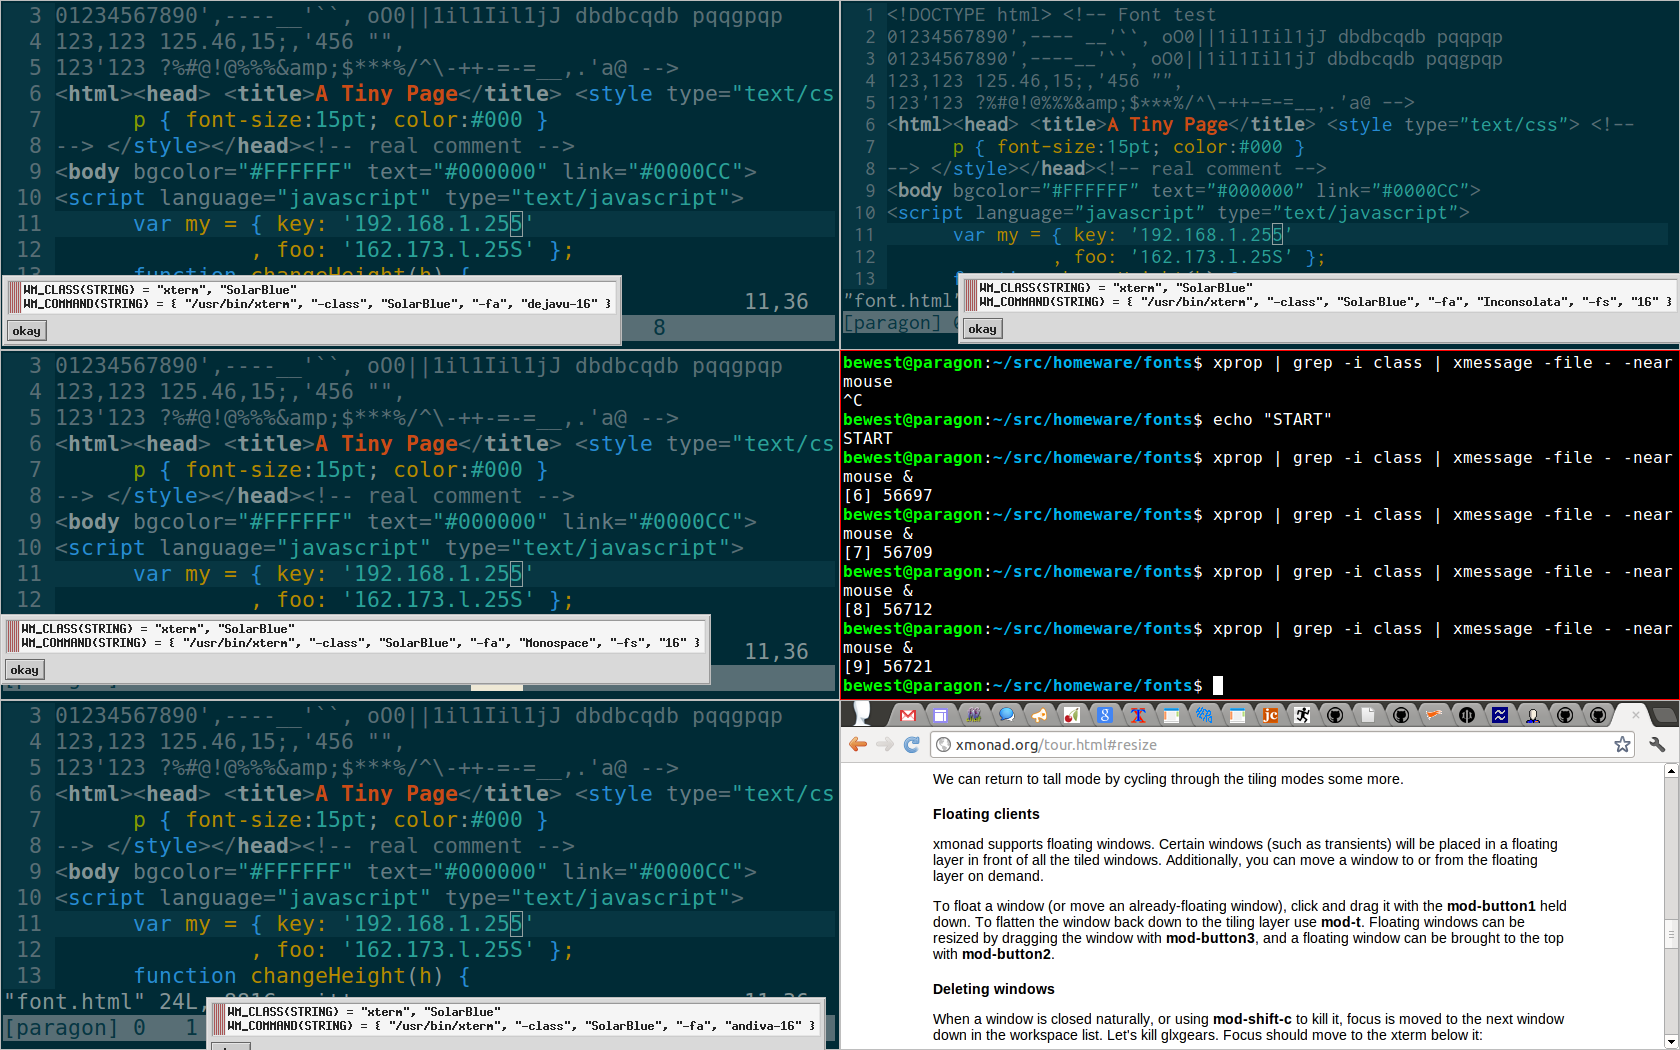 3 01234567890',----__'``, oO0||1il1Iil1jJ dbdbcqdb pqqgpqp
4 123,123 125.46,15;,'456 "",
5 123'123 ?%#@!@%%%&amp;$***%/^\-++-=-=__,.'a@ -->
6 <html><head> <title>A Tiny Page</title> <style type="text/cs
7 p { font-size:15pt; color:#000 }
8 --> </style></head><!-- real comment -->
9 <body bgcolor="#FFFFFF" text="#000000" link="#0000CC">
10 <script language="javascript" type="text/javascript">
11 var my = { key: '192.168.1.255'
12 , foo: '162.173.l.25S' };
13 function changeHeight(h) {
WM_CLASS(STRING) = "xterm", "SolarBlue"
WM_COMMAND(STRING) = { "/usr/bin/xterm", "-class", "SolarBlue", "-fa", "dejavu-16" }
okay
11,36
8
1 <!DOCTYPE html> <!-- Font test
2 01234567890',---- __'``, oO0||1il1Iil1jJ dbdbcqdb pqqpqp
3 01234567890',----__'``, oO0||1il1Iil1jJ dbdbcqdb pqqgpqp
4 123,123 125.46,15;,'456 "",
5 123'123 ?%#@!@%%%&amp;$***%/^\-++-=-=__,.'a@ -->
6 <html><head> <title>A Tiny Page</title> <style type="text/css"> <!--
7 p { font-size:15pt; color:#000 }
8 --> </style></head><!-- real comment -->
9 <body bgcolor="#FFFFFF" text="#000000" link="#0000CC">
10 <script language="javascript" type="text/javascript">
11 var my = { key: '192.168.1.255'
12 , foo: '162.173.l.25S' };
13
"font.html"
[paragon]
WM_CLASS(STRING) = "xterm", "SolarBlue"
WM_COMMAND(STRING) = { "/usr/bin/xterm", "-class", "SolarBlue", "-fa", "Inconsolata", "-fs", "16" }
okay
3 01234567890',----__'``, oO0||1il1Iil1jJ dbdbcqdb pqqgpqp
4 123,123 125.46,15;,'456 "",
5 123'123 ?%#@!@%%%&amp;$***%/^\-++-=-=__,.'a@ -->
6 <html><head> <title>A Tiny Page</title> <style type="text/cs
7 p { font-size:15pt; color:#000 }
8 --> </style></head><!-- real comment -->
9 <body bgcolor="#FFFFFF" text="#000000" link="#0000CC">
10 <script language="javascript" type="text/javascript">
11 var my = { key: '192.168.1.255'
12 , foo: '162.173.l.25S' };
WM_CLASS(STRING) = "xterm", "SolarBlue"
WM_COMMAND(STRING) = { "/usr/bin/xterm", "-class", "SolarBlue", "-fa", "Monospace", "-fs", "16" }
okay
11,36
bewest@paragon:~/src/homeware/fonts$ xprop | grep -i class | xmessage -file - -near
mouse
^C
bewest@paragon:~/src/homeware/fonts$ echo "START"
START
bewest@paragon:~/src/homeware/fonts$ xprop | grep -i class | xmessage -file - -near
mouse &
[6] 56697
bewest@paragon:~/src/homeware/fonts$ xprop | grep -i class | xmessage -file - -near
mouse &
[7] 56709
bewest@paragon:~/src/homeware/fonts$ xprop | grep -i class | xmessage -file - -near
mouse &
[8] 56712
bewest@paragon:~/src/homeware/fonts$ xprop | grep -i class | xmessage -file - -near
mouse &
[9] 56721
bewest@paragon:~/src/homeware/fonts$
3 01234567890',----__'``, oO0||1il1Iil1jJ dbdbcqdb pqqgpqp
4 123,123 125.46,15;,'456 "",
5 123'123 ?%#@!@%%%&amp;$***%/^\-++-=-=__,.'a@ -->
6 <html><head> <title>A Tiny Page</title> <style type="text/cs
7 p { font-size:15pt; color:#000 }
8 --> </style></head><!-- real comment -->
9 <body bgcolor="#FFFFFF" text="#000000" link="#0000CC">
10 <script language="javascript" type="text/javascript">
11 var my = { key: '192.168.1.255'
12 , foo: '162.173.l.25S' };
13 function changeHeight(h) {
"font.html" 24L,
[paragon] 0 1
WM_CLASS(STRING) = "xterm", "SolarBlue"
WM_COMMAND(STRING) = { "/usr/bin/xterm", "-class", "SolarBlue", "-fa", "andiva-16" }
xmonad.org/tour.html#resize
We can return to tall mode by cycling through the tiling modes some more.
Floating clients
xmonad supports floating windows. Certain windows (such as transients) will be placed in a floating
layer in front of all the tiled windows. Additionally, you can move a window to or from the floating
layer on demand.
To float a window (or move an already-floating window), click and drag it with the mod-button1 held
down. To flatten the window back down to the tiling layer use mod-t. Floating windows can be
resized by dragging the window with mod-button3, and a floating window can be brought to the top
with mod-button2.
Deleting windows
When a window is closed naturally, or using mod-shift-c to kill it, focus is moved to the next window
down in the workspace list. Let's kill glxgears. Focus should move to the xterm below it: